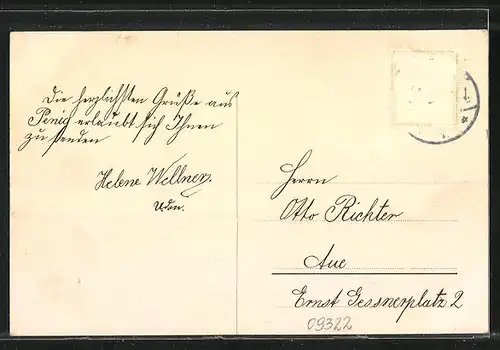 Die herzlichsten Grüße aus
Penig erlaubt sich Ihnen
zu senden
Helene Wellner.
Herrn
Otto Richter
Aue
Ernst Gessnerplatz 2
09322